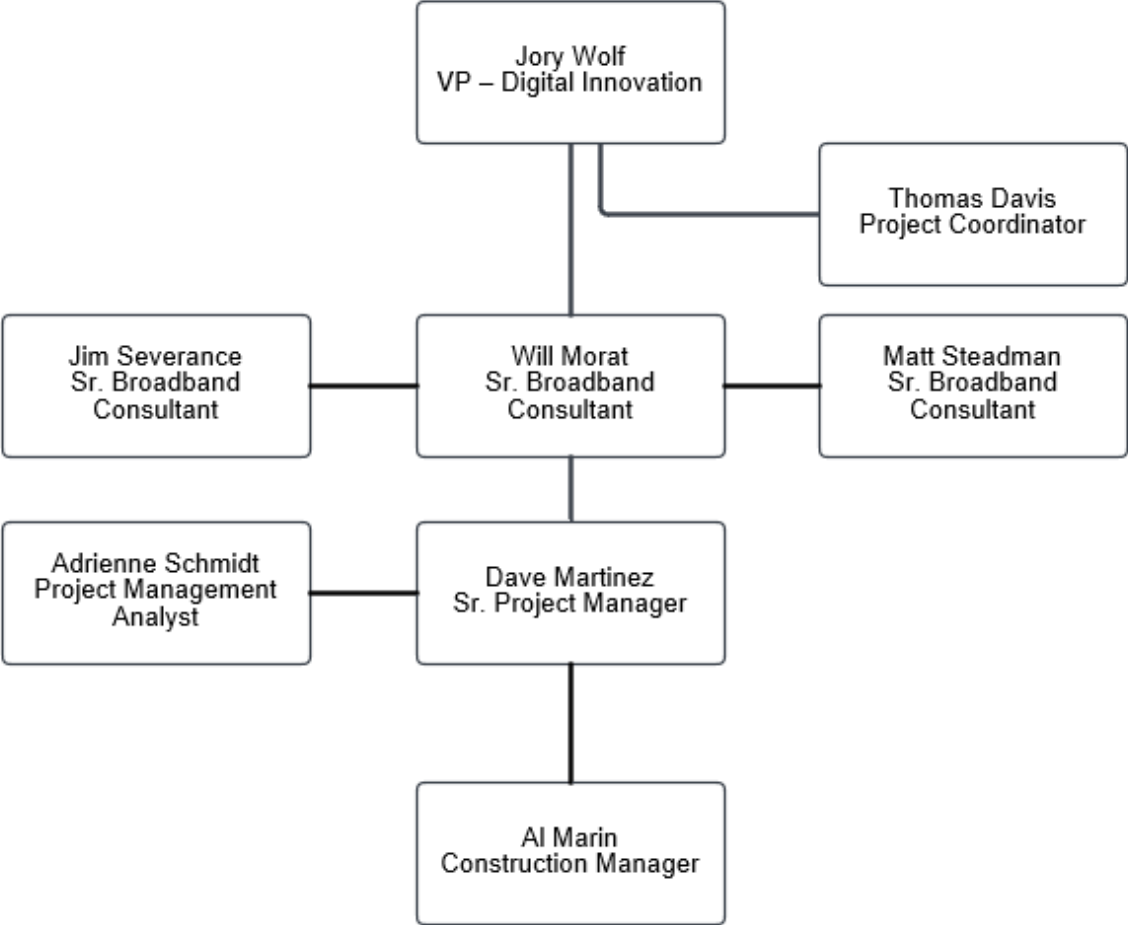 Jory Wolf
VP – Digital Innovation
Thomas Davis
Project Coordinator
Jim Severance
Sr. Broadband
Consultant
Will Morat
Sr. Broadband
Consultant
Matt Steadman
Sr. Broadband
Consultant
Adrienne Schmidt
Project Management
Analyst
Dave Martinez
Sr. Project Manager
Al Marin
Construction Manager